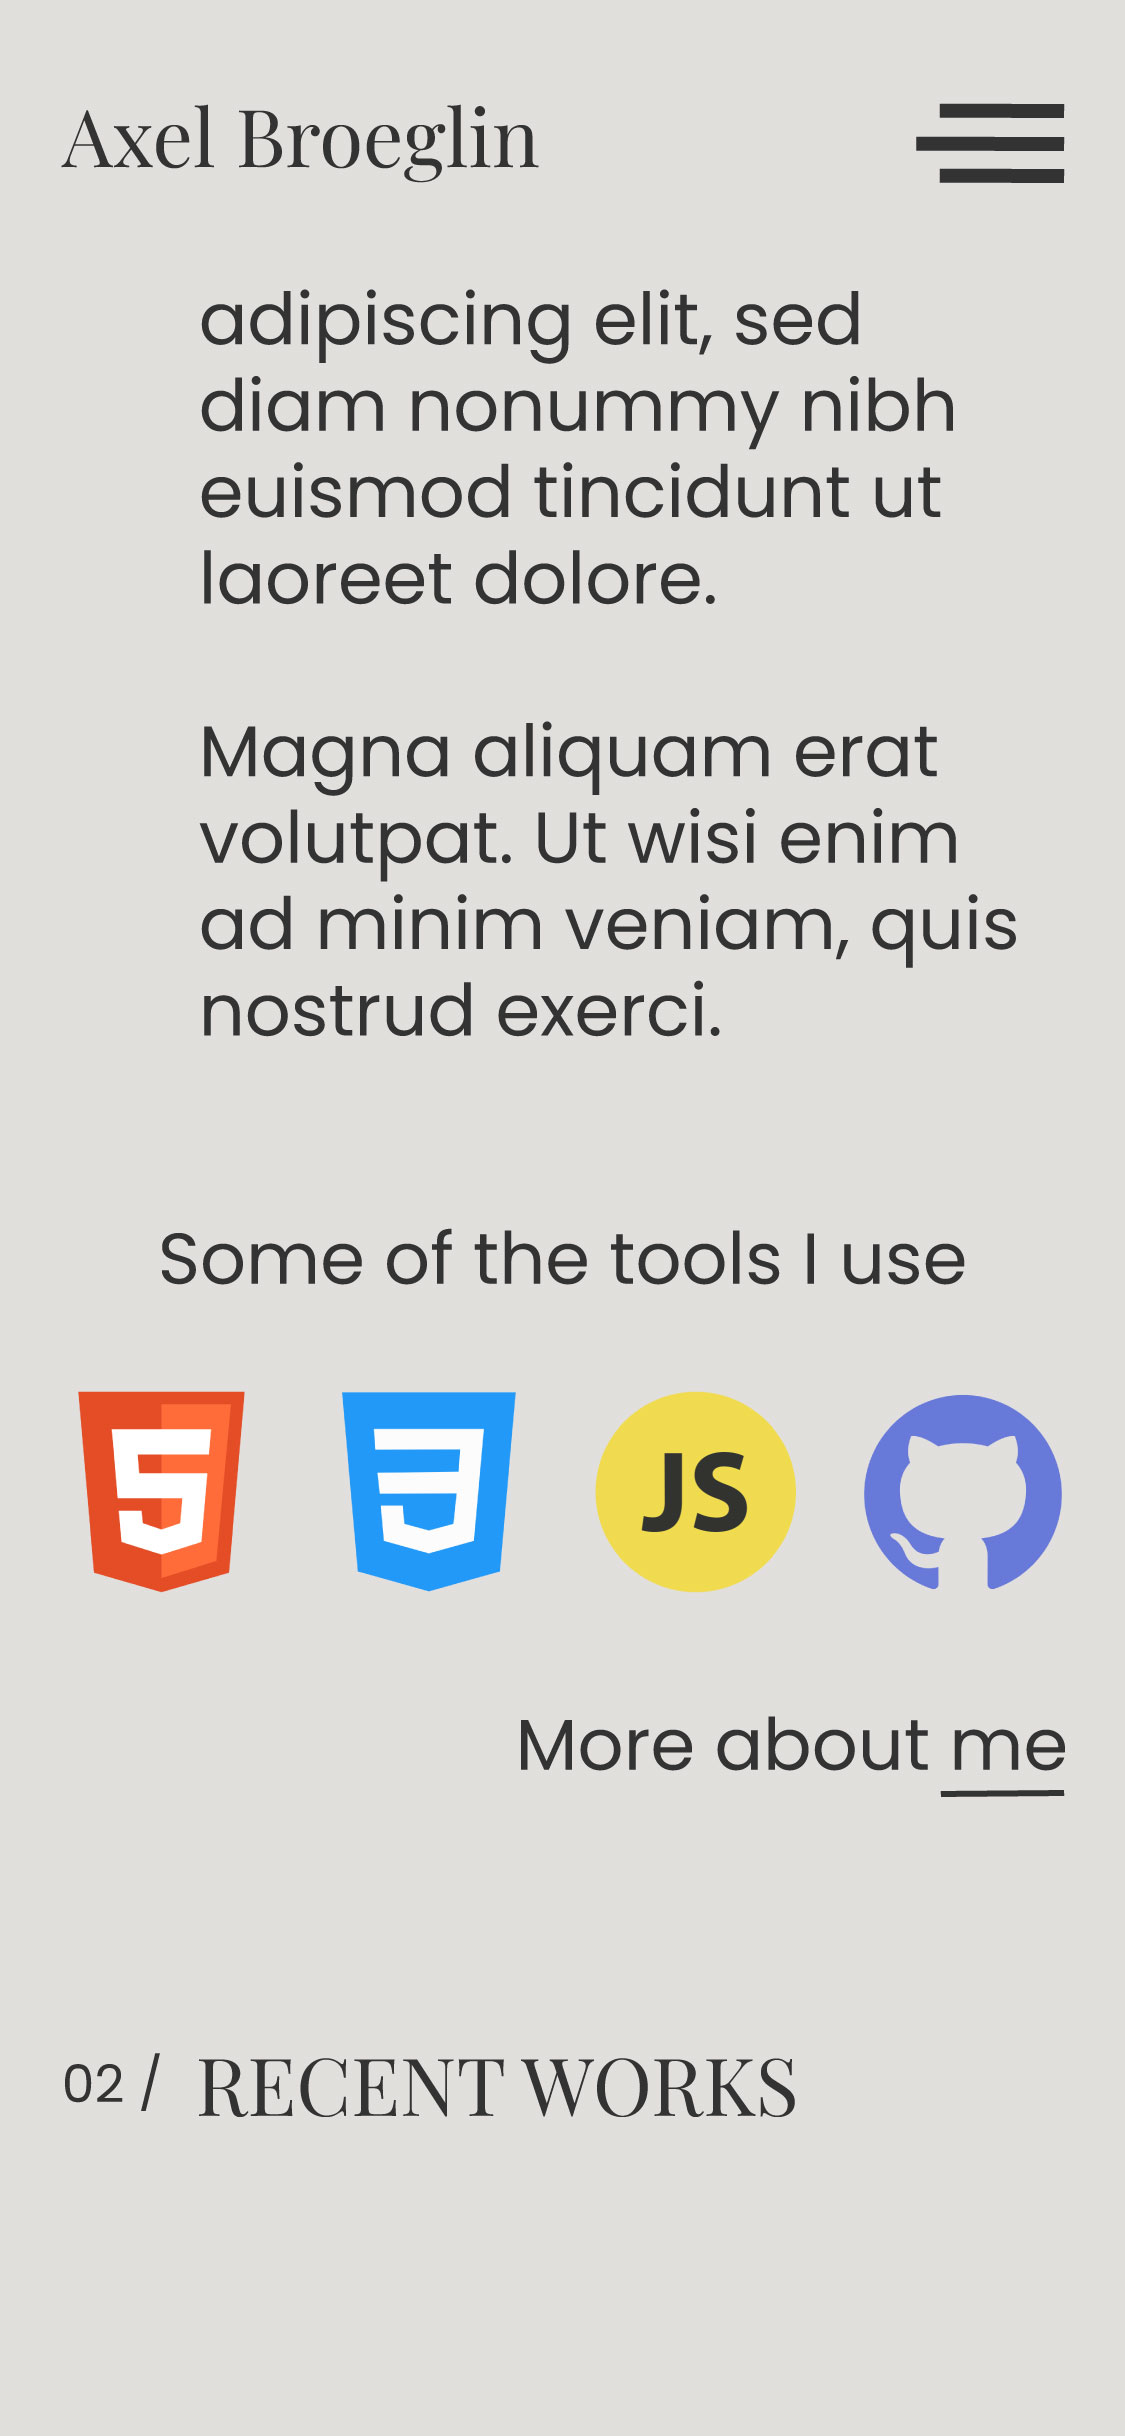 Axel Broeglin
adipiscing elit, sed
diam nonummy nibh
euismod tincidunt ut
laoreet dolore.
Magna aliquam erat
volutpat. Ut wisi enim
ad minim veniam, quis
nostrud exerci.
Some of the tools I use
5 3 JS
More about me
02 / RECENT WORKS